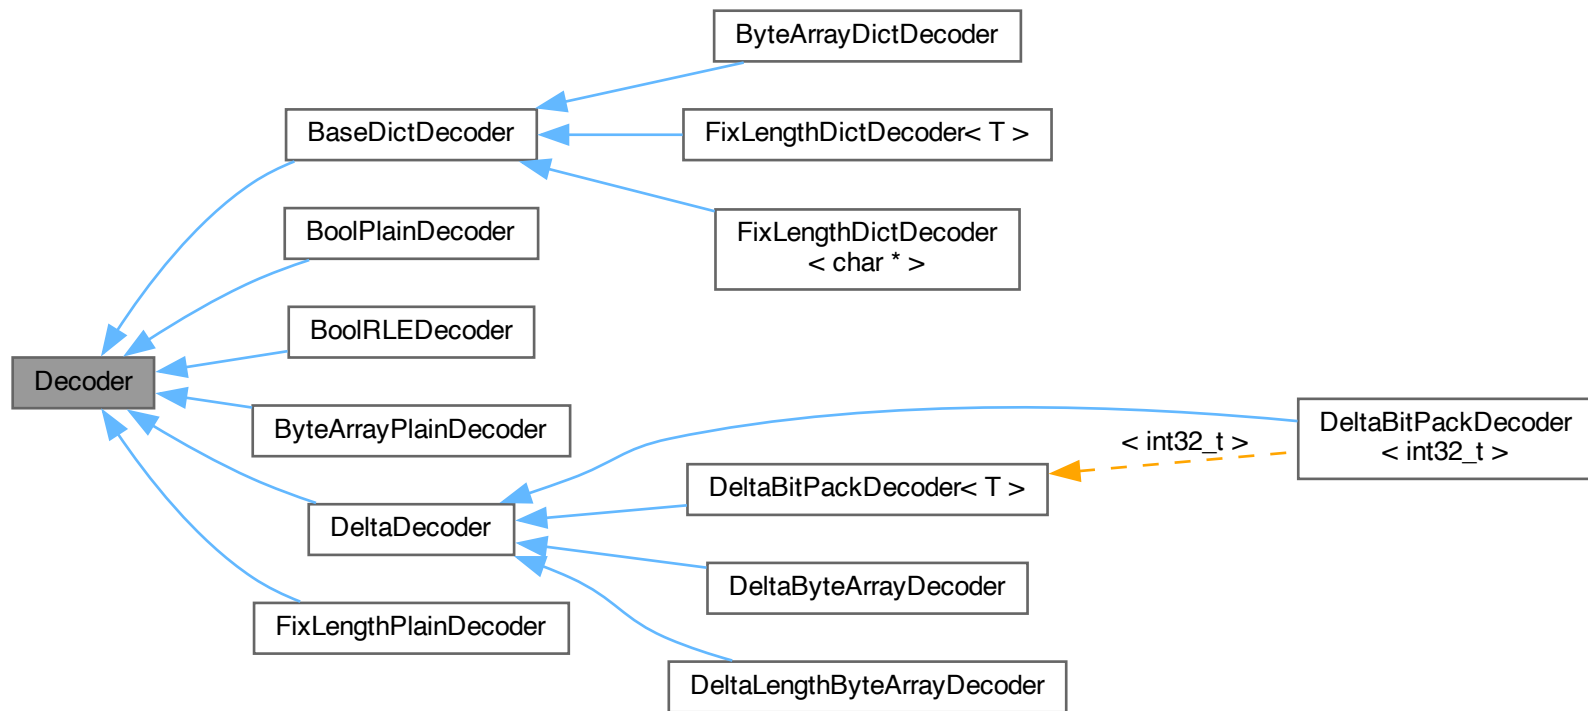 ByteArrayDictDecoder
BaseDictDecoder
FixLengthDictDecoder< T >
BoolPlainDecoder
FixLengthDictDecoder
< char * >
BoolRLEDecoder
Decoder
ByteArrayPlainDecoder
DeltaBitPackDecoder
< int32_t >
< int32_t >
DeltaBitPackDecoder< T >
DeltaDecoder
DeltaByteArrayDecoder
FixLengthPlainDecoder
DeltaLengthByteArrayDecoder